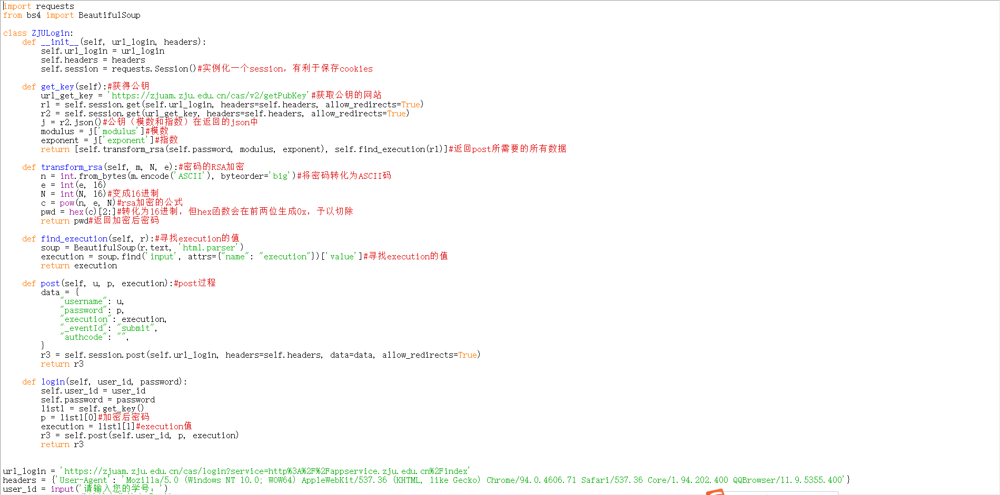 import requests
from bs4 import BeautifulSoup
class ZJULogin:
    def __init__(self, url_login, headers):
        self.url_login = url_login
        self.headers = headers
        self.session = requests.Session()#实例化一个session，有利于保存cookies
    def get_key(self):#获得公钥
        url_get_key = 'https://zjuam.zju.edu.cn/cas/v2/getPubKey'#获取公钥的网站
        r1 = self.session.get(self.url_login, headers=self.headers, allow_redirects=True)
        r2 = self.session.get(url_get_key, headers=self.headers, allow_redirects=True)
        j = r2.json()#公钥（模数和指数）在返回的json中
        modulus = j['modulus']#模数
        exponent = j['exponent']#指数
        return [self.transform_rsa(self.password, modulus, exponent), self.find_execution(r1)]#返回post所需要的所有数据
    def transform_rsa(self, m, N, e):#密码的RSA加密
        n = int.from_bytes(m.encode('ASCII'), byteorder='big')#将密码转化为ASCII码
        e = int(e, 16)
        N = int(N, 16)#变成16进制
        c = pow(n, e, N)#rsa加密的公式
        pwd = hex(c)[2:]#转化为16进制，但hex函数会在前两位生成0x，予以切除
        return pwd#返回加密后密码
    def find_execution(self, r):#寻找execution的值
        soup = BeautifulSoup(r.text, 'html.parser')
        execution = soup.find('input', attrs={"name": "execution"})['value']#寻找execution的值
        return execution
    def post(self, u, p, execution):#post过程
        data = {
            "username": u,
            "password": p,
            "execution": execution,
            "_eventId": "submit",
            "authcode": "",
        }
        r3 = self.session.post(self.url_login, headers=self.headers, data=data, allow_redirects=True)
        return r3
    def login(self, user_id, password):
        self.user_id = user_id
        self.password = password
        list1 = self.get_key()
        p = list1[0]#加密后密码
        execution = list1[1]#execution值
        r3 = self.post(self.user_id, p, execution)
        return r3
url_login = 'https://zjuam.zju.edu.cn/cas/login?service=http%3A%2F%2Fappservice.zju.edu.cn%2Findex'
headers = {'User-Agent': 'Mozilla/5.0 (Windows NT 10.0; WOW64) AppleWebKit/537.36 (KHTML, like Gecko) Chrome/94.0.4606.71 Safari/537.36 Core/1.94.202.400 QQBrowser/11.9.5355.400'}
user_id = input('请输入您的学号：')